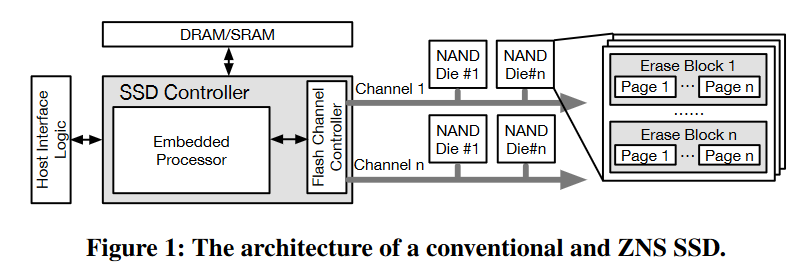 DRAM/SRAM
SSD Controller
Host Interface
Logic
Embedded
Processor
Flash Channel
Controller
Channel 1
NAND
Die #1
NAND
Die#n
Channel n
NAND
Die #1
NAND
Die#n
Erase Block 1
Page 1 ··· Page n
······
Erase Block n
Page 1 ··· Page n
Figure 1: The architecture of a conventional and ZNS SSD.